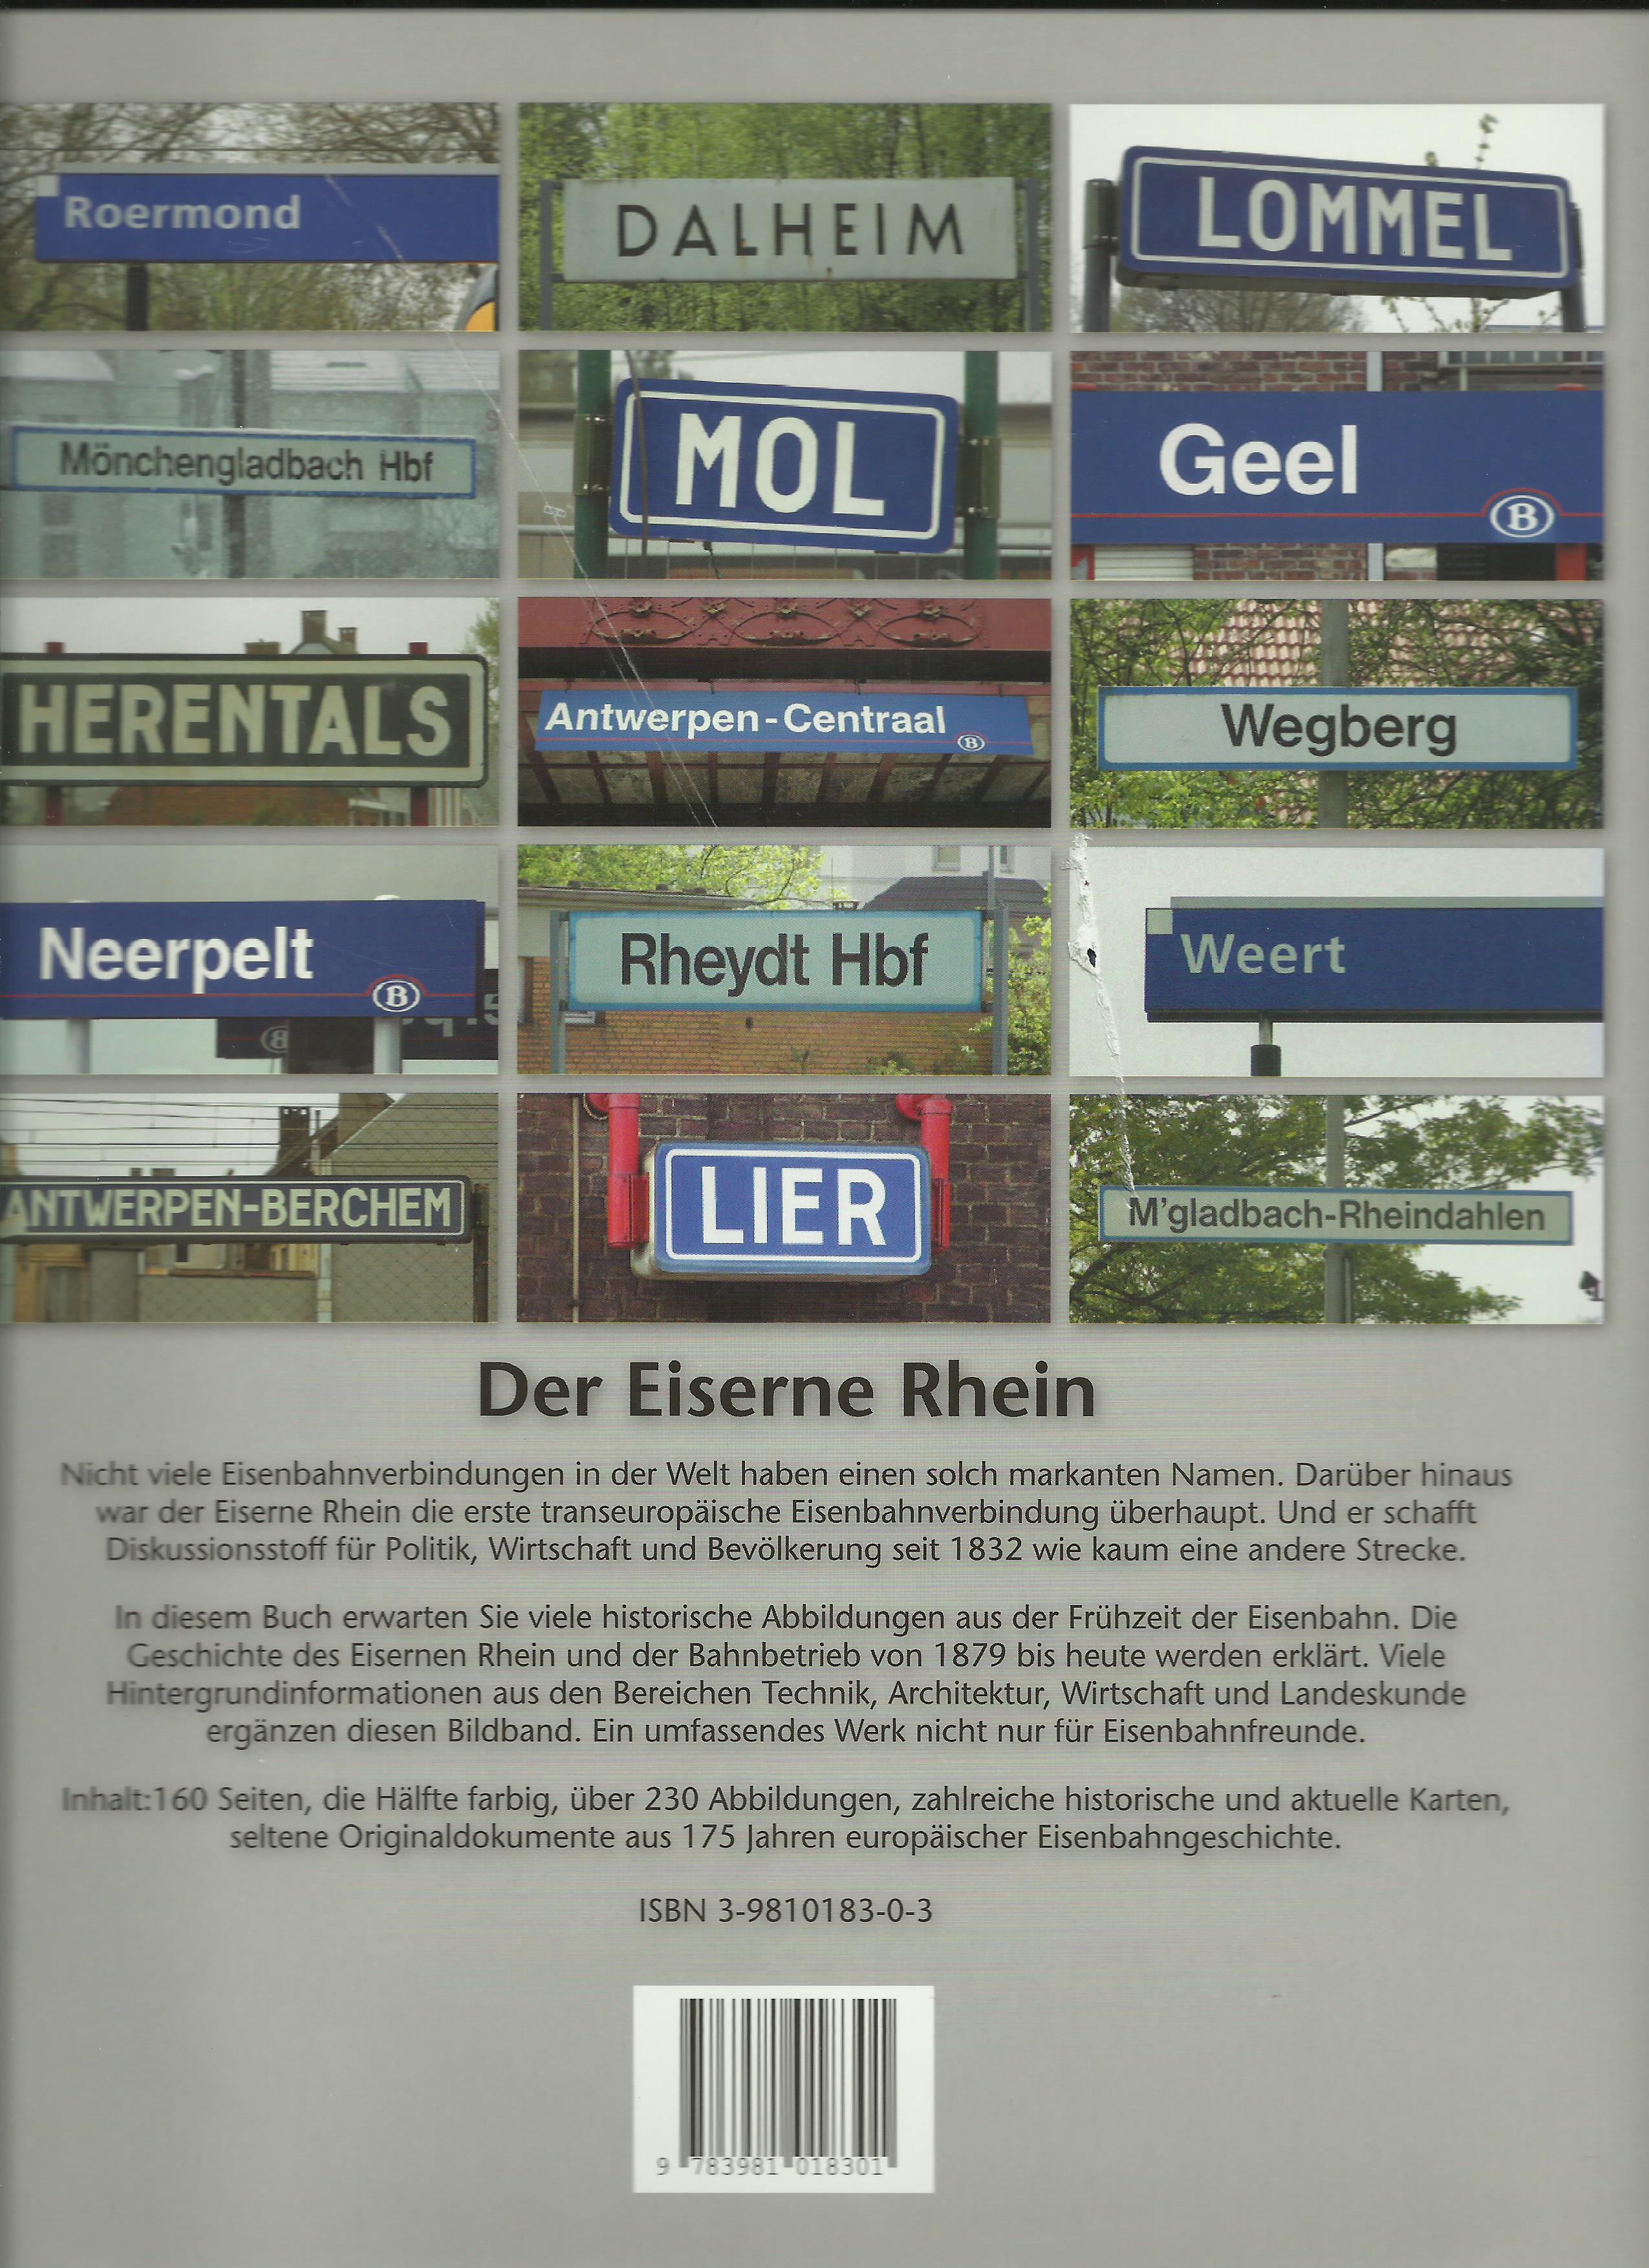 Roermond
DALHEIM
LOMMEL
Mönchengladbach Hbf
MOL
Geel
B
HERENTALS
Antwerpen-Centraal
B
Wegberg
Neerpelt
B
B
Rheydt Hbf
Weert
ANTWERPEN-BERCHEM
LIER
M'gladbach-Rheindahlen
Der Eiserne Rhein
Nicht viele Eisenbahnverbindungen in der Welt haben einen solch markanten Namen. Darüber hinaus
war der Eiserne Rhein die erste transeuropäische Eisenbahnverbindung überhaupt. Und er schafft
Diskussionsstoff für Politik, Wirtschaft und Bevölkerung seit 1832 wie kaum eine andere Strecke.
In diesem Buch erwarten Sie viele historische Abbildungen aus der Frühzeit der Eisenbahn. Die
Geschichte des Eisernen Rhein und der Bahnbetrieb von 1879 bis heute werden erklärt. Viele
Hintergrundinformationen aus den Bereichen Technik, Architektur, Wirtschaft und Landeskunde
ergänzen diesen Bildband. Ein umfassendes Werk nicht nur für Eisenbahnfreunde.
Inhalt:160 Seiten, die Hälfte farbig, über 230 Abbildungen, zahlreiche historische und aktuelle Karten,
seltene Originaldokumente aus 175 Jahren europäischer Eisenbahngeschichte.
ISBN 3-9810183-0-3
9 783981 018301